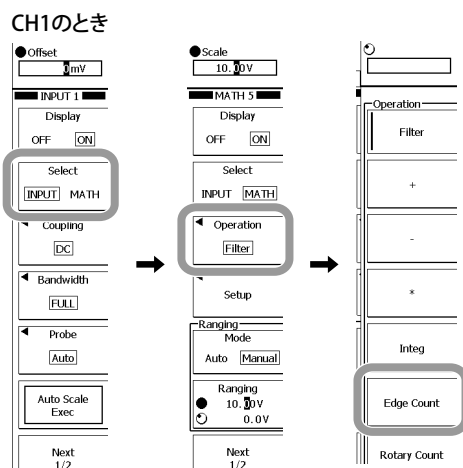 CH1のとき
Offset
0mV
INPUT 1
Display
OFF ON
Select
INPUT MATH
Coupling
DC
Bandwidth
FULL
Probe
Auto
Auto Scale
Exec
Next
1/2
Scale
10.00V
MATH 5
Display
OFF ON
Select
INPUT MATH
Operation
Filter
Setup
Ranging
Mode
Auto Manual
Ranging
10.00V
0.0V
Next
1/2
Operation
Filter
+
-
*
Integ
Edge Count
Rotary Count